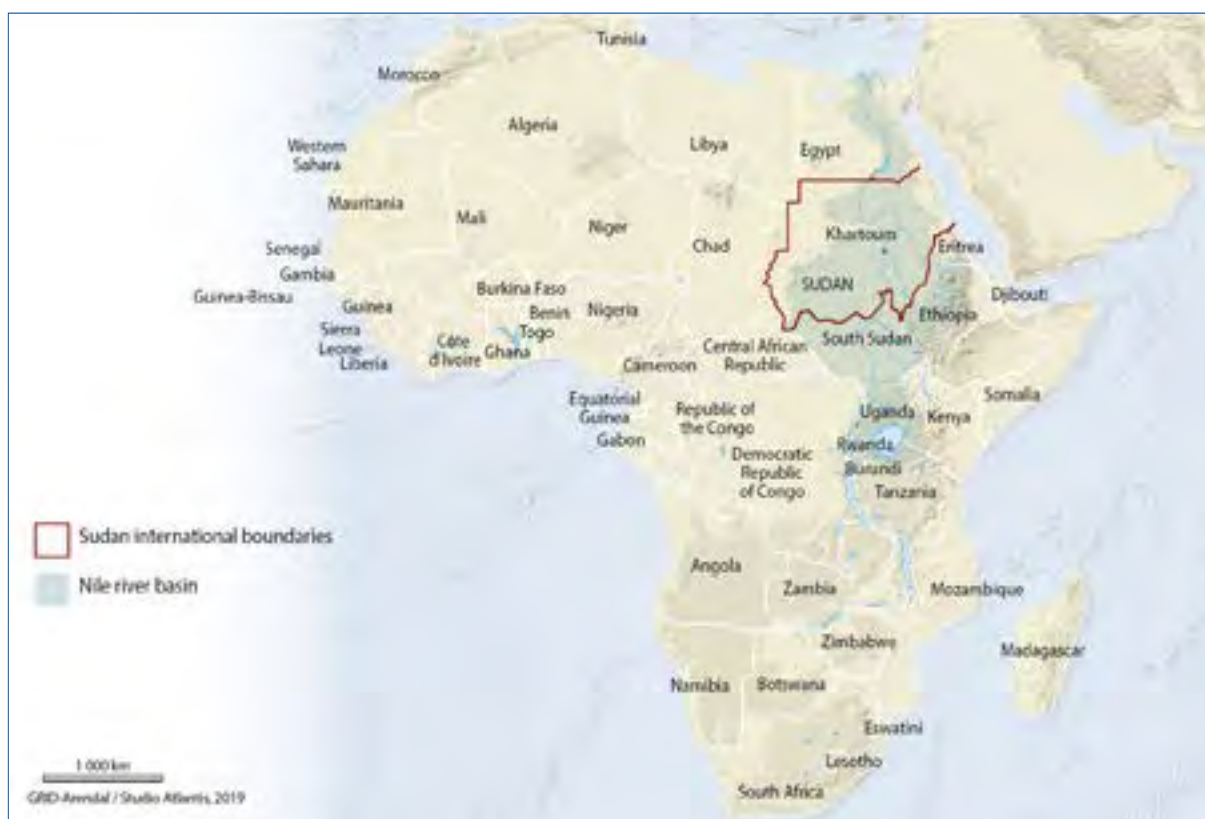 Tunisia
Morocco
Algeria
Libya
Egypt
Western
Sahara
Mauritania
Mali
Niger
Chad
Khartoum
Eritrea
SUDAN
Senegal
Gambia
Guinea-Bissau
Guinea
Burkina Faso
Benin
Togo
Nigeria
Djibouti
Ethiopia
Sierra
Leone
Liberia
Côte
d'Ivoire
Ghana
South Sudan
Central African
Republic
Cameroon
Equatorial
Guinea
Gabon
Republic of
the Congo
Uganda
Kenya
Somalia
Rwanda
Burundi
Democratic
Republic
of Congo
Tanzania
Sudan international boundaries
Nile river basin
Angola
Zambia
Mozambique
Zimbabwe
Madagascar
Namibia
Botswana
Eswatini
Lesotho
South Africa
1 000 km
GRID-Arendal / Studio Atlantis, 2019